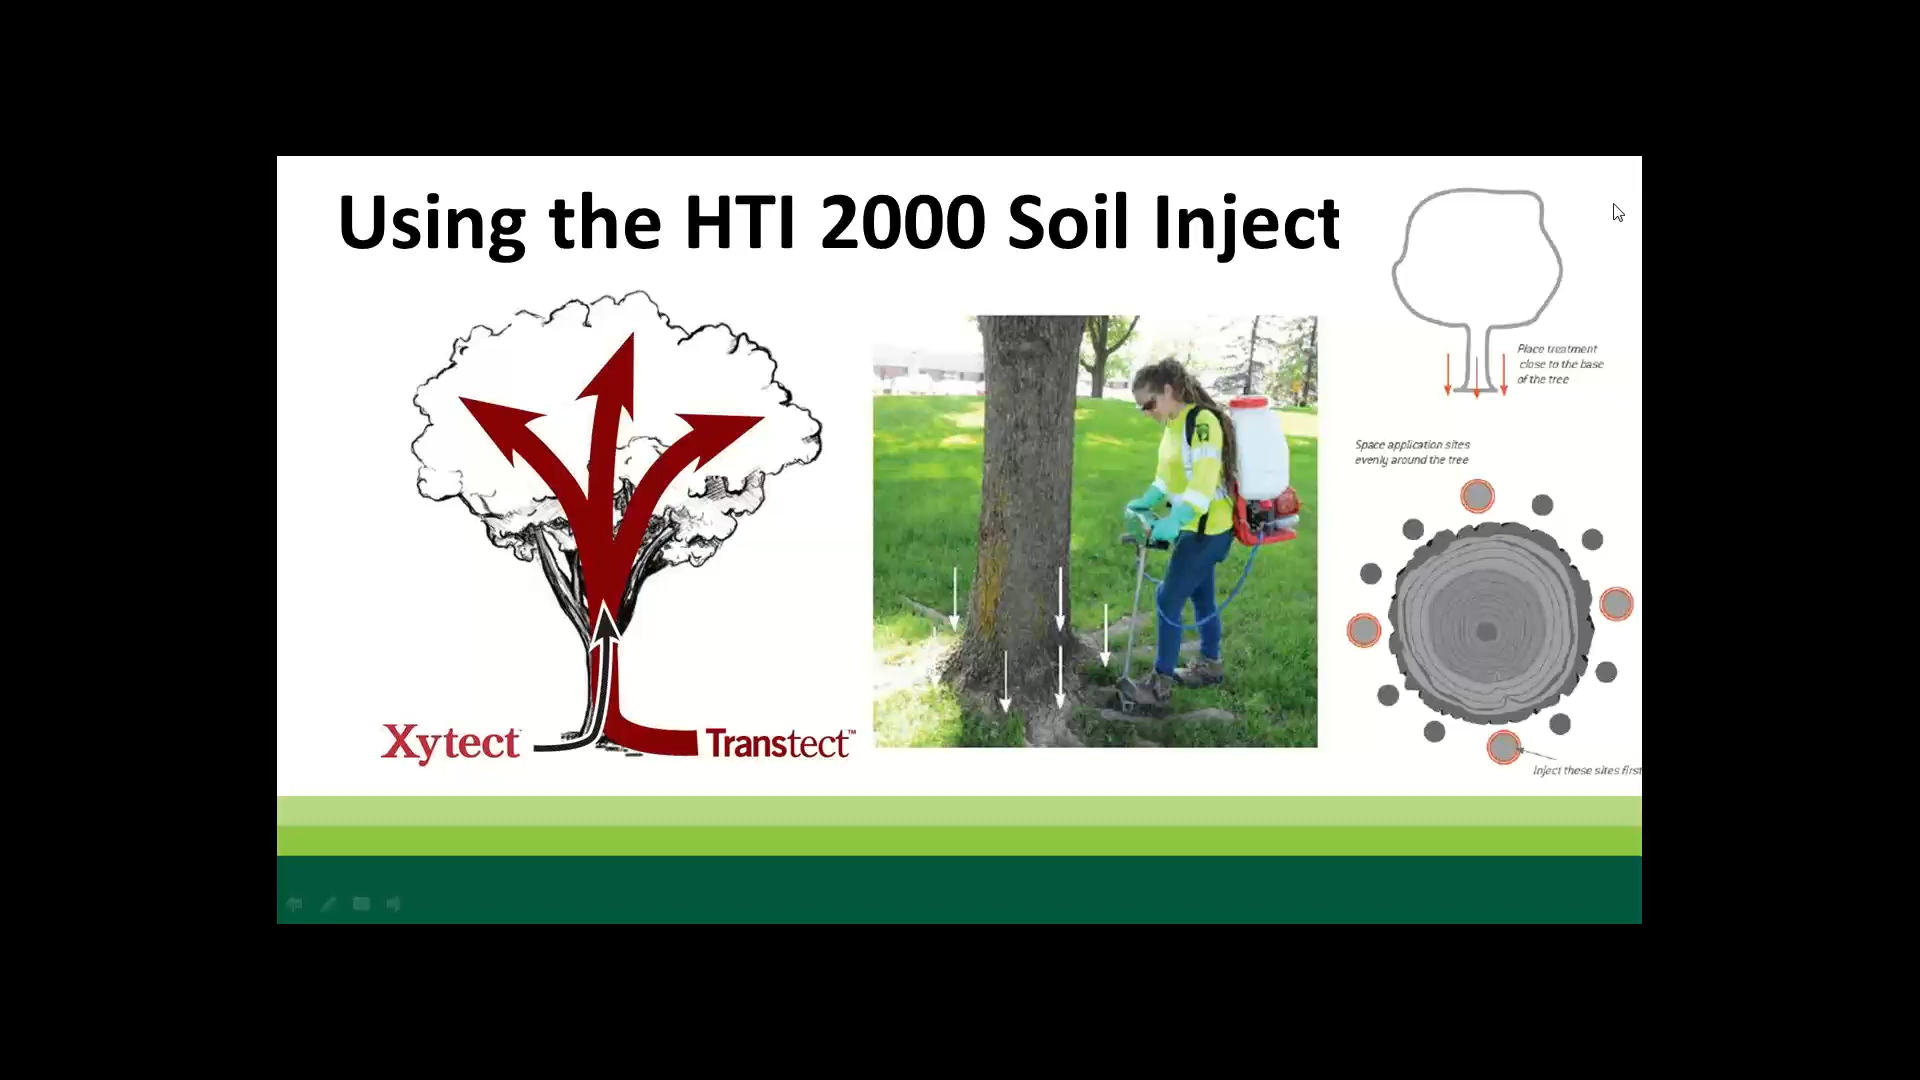 Using the HTI 2000 Soil Inject
Place treatment
close to the base
of the tree
Space application sites
evenly around the tree
Xytect
Transtect™
Inject these sites first